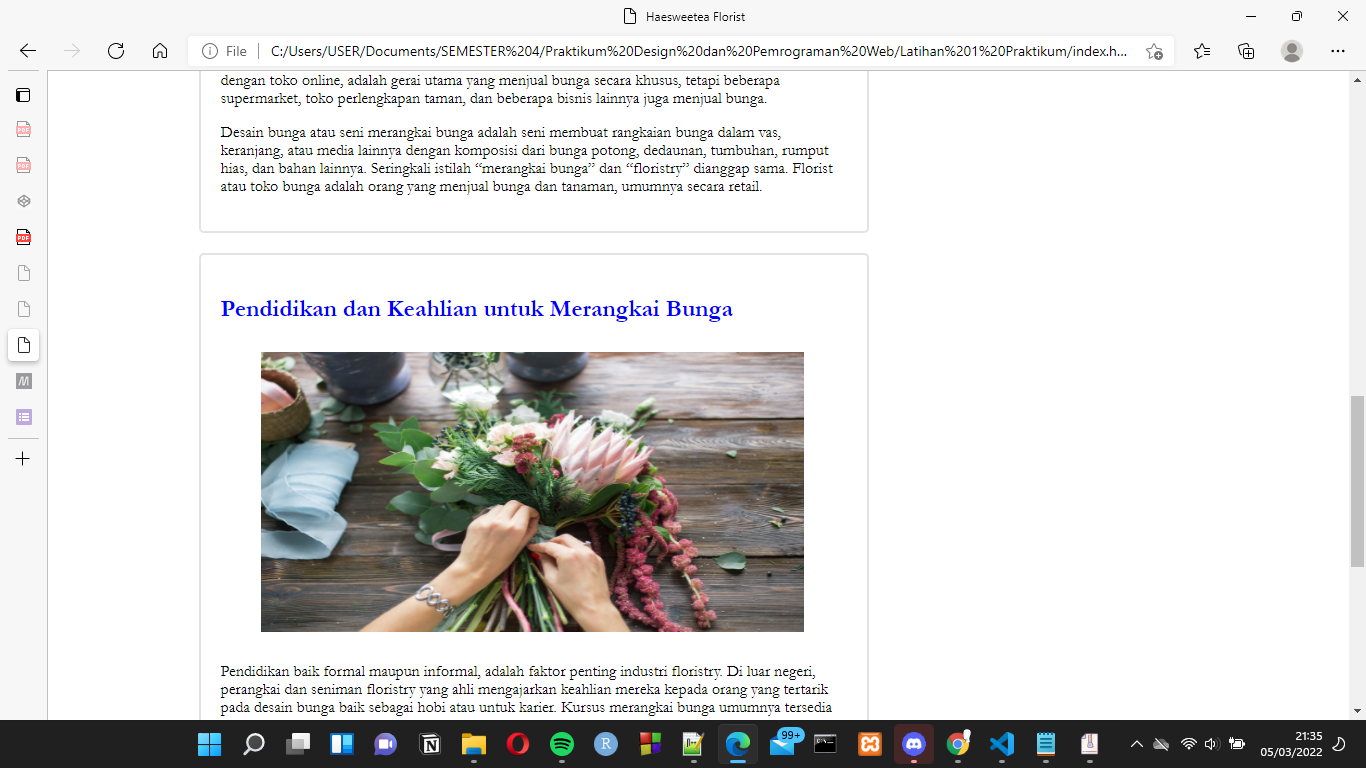 Haesweetea Florist
File
C:/Users/USER/Documents/SEMESTER%204/Praktikum%20Design%20dan%20Pemrograman%20Web/Latihan%201%20Praktikum/index.h...
dengan toko online, adalah gerai utama yang menjual bunga secara khusus, tetapi beberapa
supermarket, toko perlengkapan taman, dan beberapa bisnis lainnya juga menjual bunga.
Desain bunga atau seni merangkai bunga adalah seni membuat rangkaian bunga dalam vas,
keranjang, atau media lainnya dengan komposisi dari bunga potong, dedaunan, tumbuhan, rumput
hias, dan bahan lainnya. Seringkali istilah “merangkai bunga” dan “floristry” dianggap sama. Florist
atau toko bunga adalah orang yang menjual bunga dan tanaman, umumnya secara retail.
Pendidikan dan Keahlian untuk Merangkai Bunga
Pendidikan baik formal maupun informal, adalah faktor penting industri floristry. Di luar negeri,
perangkai dan seniman floristry yang ahli mengajarkan keahlian mereka kepada orang yang tertarik
pada desain bunga baik sebagai hobi atau untuk karier. Kursus merangkai bunga umumnya tersedia
99+
21:35
05/03/2022